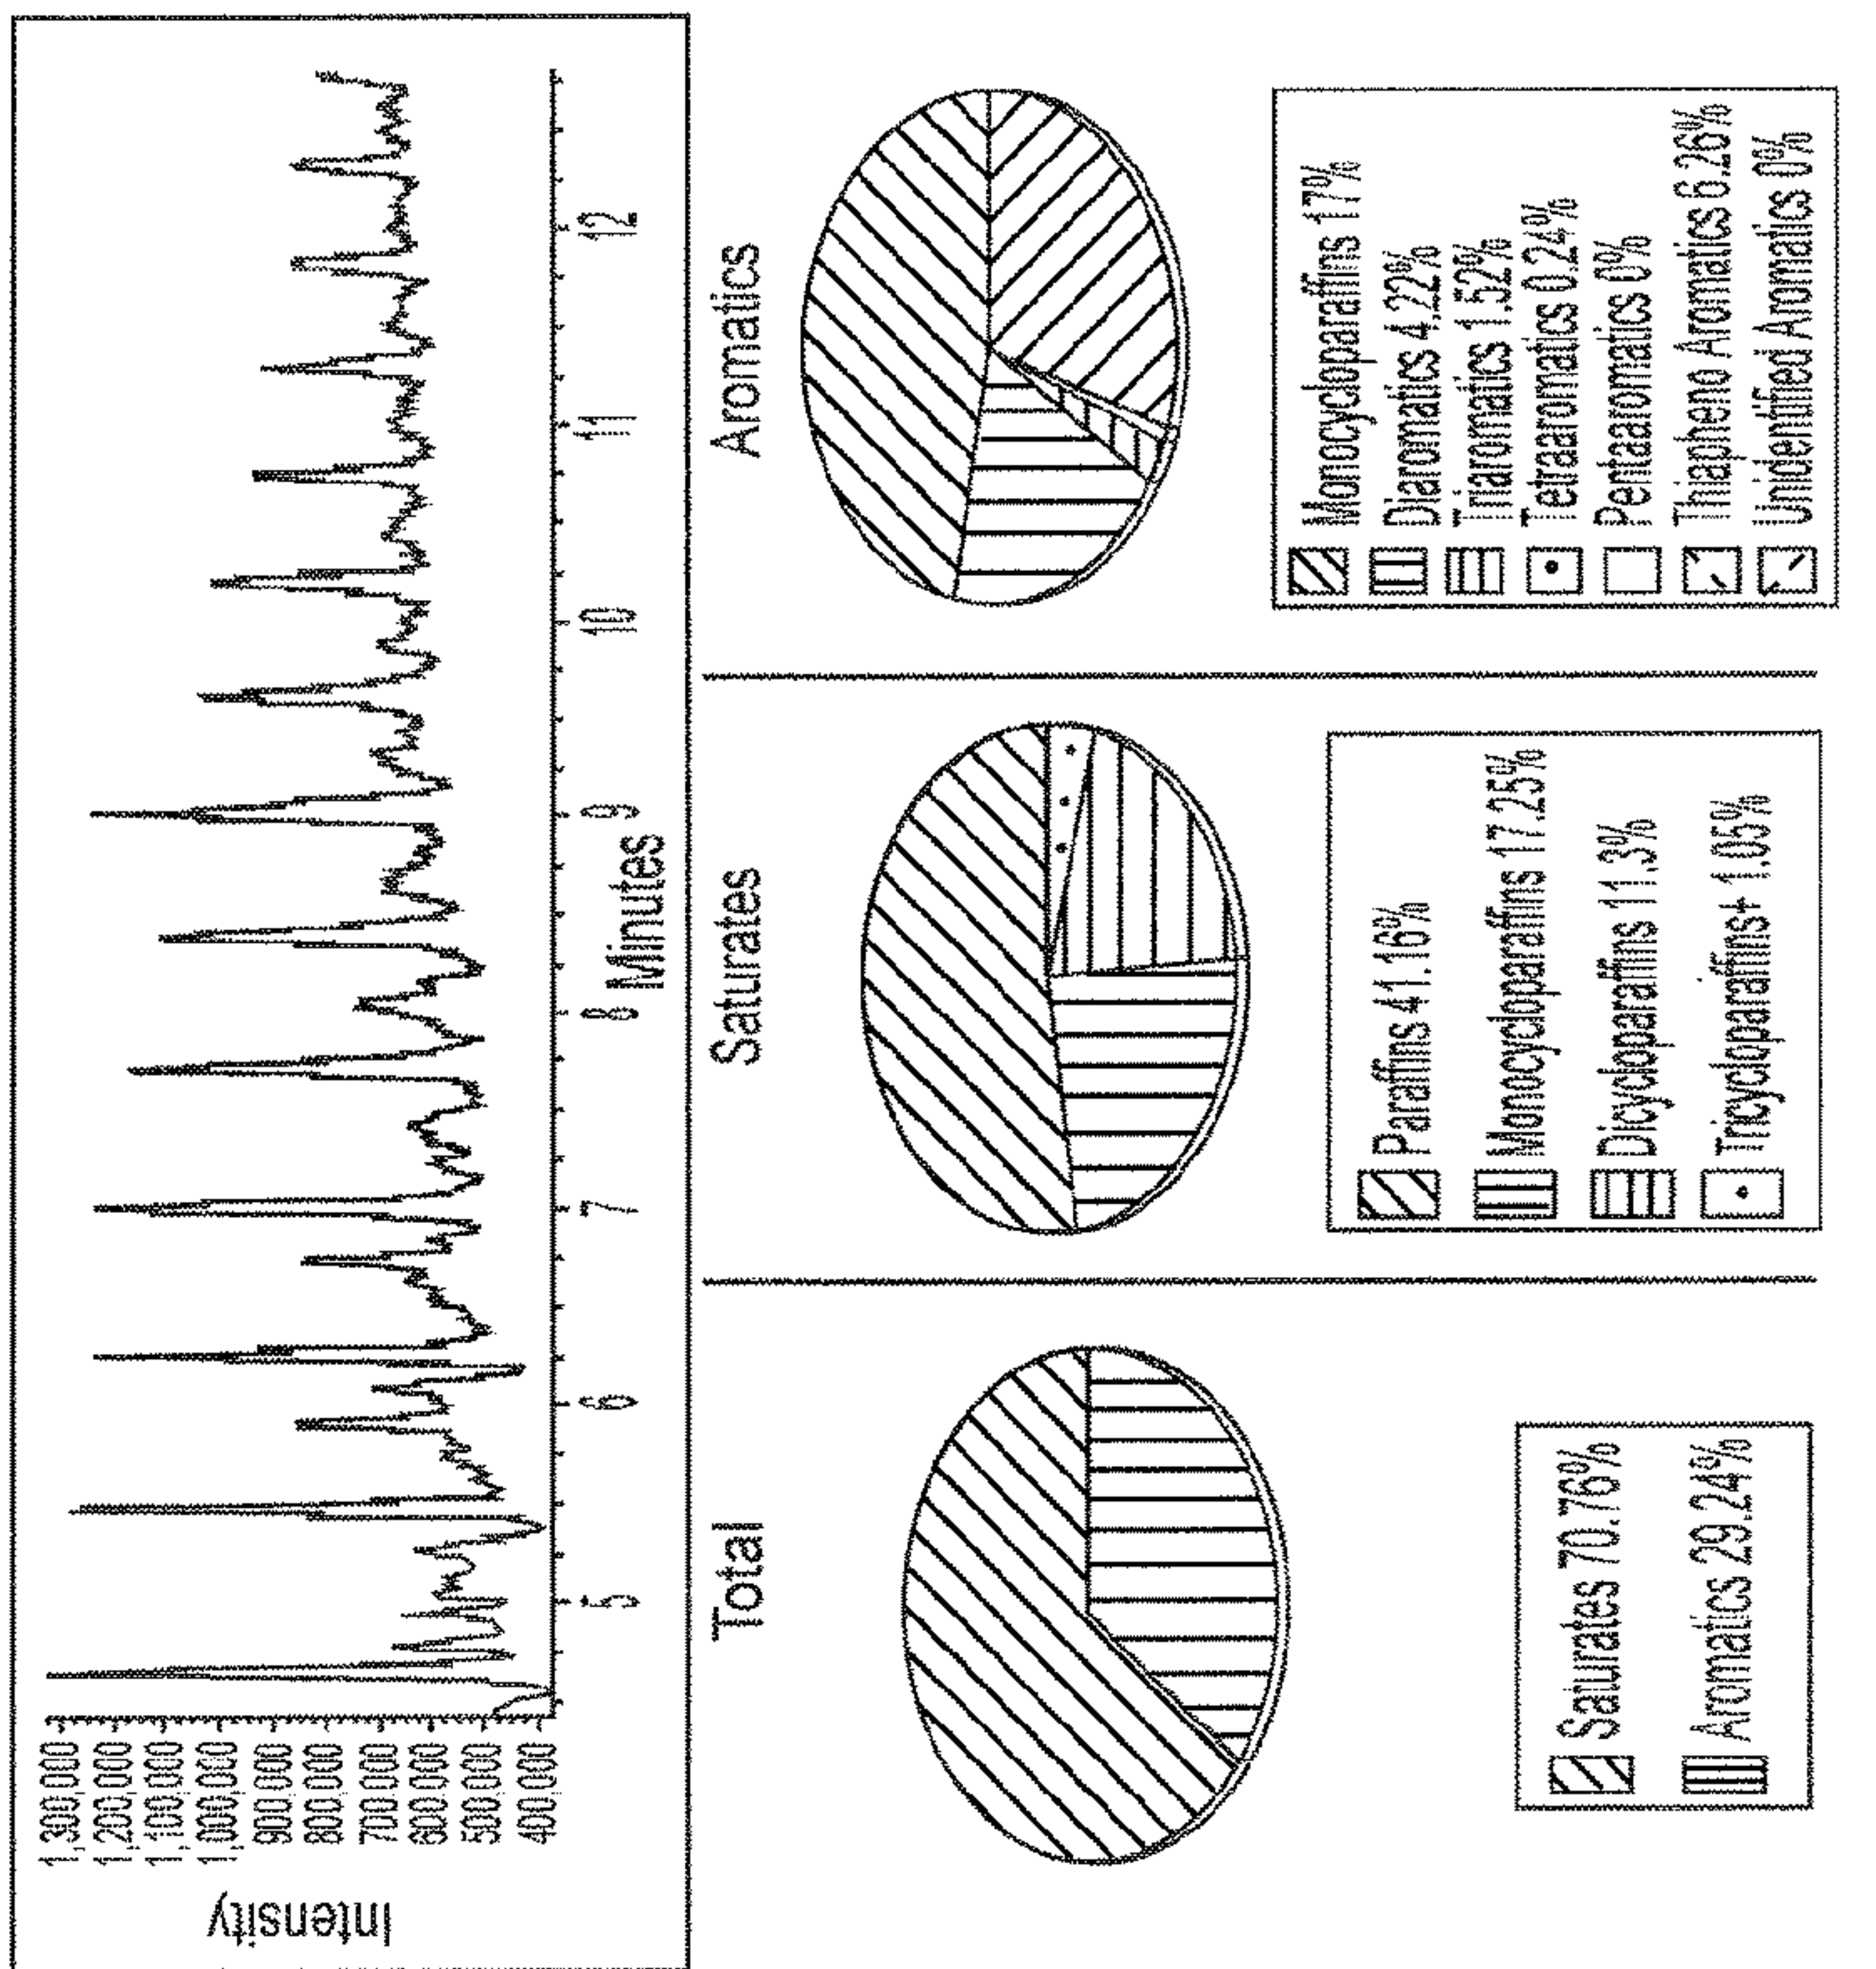 Intensity
1,300,000
1,200,000
1,100,000
1,000,000
900.000
800.000
700.000
600.000
500.000
400,000
5
6
7
8
9
10
11
12
Minutes
Total
Saturates 70.76%
Aromatics 29.24%
Saturates
Paraffins 41.16%
Monocycloparaffins 17.25%
Dicycloparaffins 11.3%
Tricycloparaffins+ 1.05%
Aromatics
Monocycloparaffins 17%
Diaromatics 4,22%
Triaromatics 1.52%
Tetraaromatics 0.24%
Pentaaromatics 0%
Thiapheno Aromatics 6.26%
Unidentified Aromatics 0%